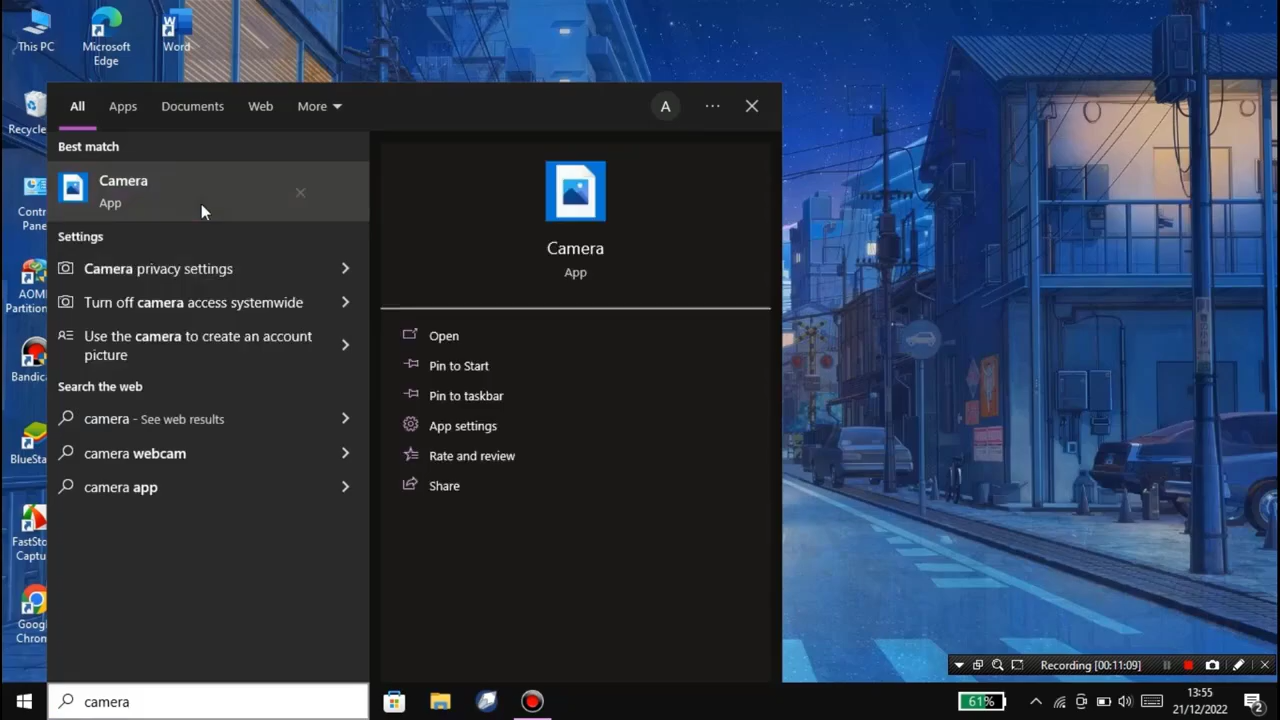 This PC
Microsoft
Edge
Word
Recycle
Contr
Pane
AOME
Partition
Bandica
BlueSta
FastSto
Captu
Googl
Chrom
All
Apps
Documents
Web
More
A
Best match
Camera
App
Settings
Camera privacy settings
Turn off camera access systemwide
Use the camera to create an account
picture
Search the web
camera - See web results
camera webcam
camera app
Camera
App
Open
Pin to Start
Pin to taskbar
App settings
Rate and review
Share
Recording [00:11:09]
camera
61%
13:55
21/12/2022
2